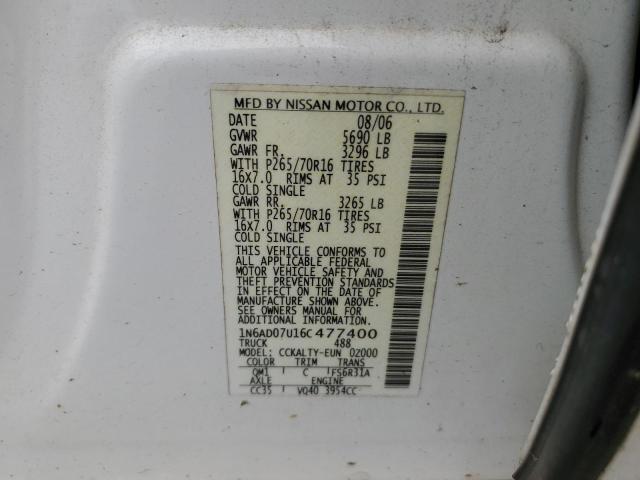 MFD BY NISSAN MOTOR CO., LTD.
DATE 08/06
GVWR 5690 LB
GAWR FR. 3296 LB
WITH P265/70R16 TIRES
16X7.0 RIMS AT 35 PSI
COLD SINGLE
GAWR RR. 3265 LB
WITH P265/70R16 TIRES
16X7.0 RIMS AT 35 PSI
COLD SINGLE
THIS VEHICLE CONFORMS TO
ALL APPLICABLE FEDERAL
MOTOR VEHICLE SAFETY AND
THEFT PREVENTION STANDARDS
IN EFFECT ON THE DATE OF
MANUFACTURE SHOWN ABOVE.
SEE OWNERS MANUAL FOR
ADDITIONAL INFORMATION.
1N6AD07U16C477400
TRUCK 488
MODEL: CCKALTY-EUN 02000
COLOR TRIM TRANS
QM1 C FS6R31A
AXLE ENGINE
CC35 VQ40 3954CC